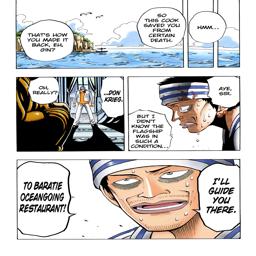 HMM...
SO THIS COOK
SAVED YOU
FROM
CERTAIN
DEATH.
THAT'S HOW
YOU MADE IT
BACK, EH,
GIN?
AYE,
SIR.
BUT I
DIDN'T
KNOW THE
FLAGSHIP
WAS IN
SUCH A
CONDITION...
...DON
KRIEG.
OH,
REALLY?
I'LL
GUIDE
YOU
THERE.
TO BARATIE
OCEANGOING
RESTAURANT!